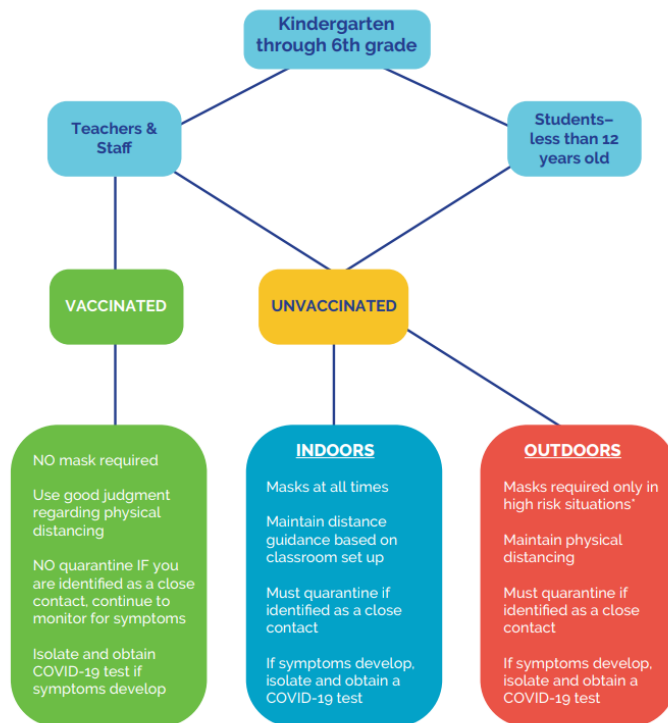 Kindergarten
through 6th grade
Teachers &
Staff
Students–
less than 12
years old
VACCINATED
UNVACCINATED
NO mask required
Use good judgment
regarding physical
distancing
NO quarantine IF you
are identified as a close
contact, continue to
monitor for symptoms
Isolate and obtain
COVID-19 test if
symptoms develop
INDOORS
Masks at all times
Maintain distance
guidance based on
classroom set up
Must quarantine if
identified as a close
contact
If symptoms develop,
isolate and obtain a
COVID-19 test
OUTDOORS
Masks required only in
high risk situations*
Maintain physical
distancing
Must quarantine if
identified as a close
contact
If symptoms develop,
isolate and obtain a
COVID-19 test